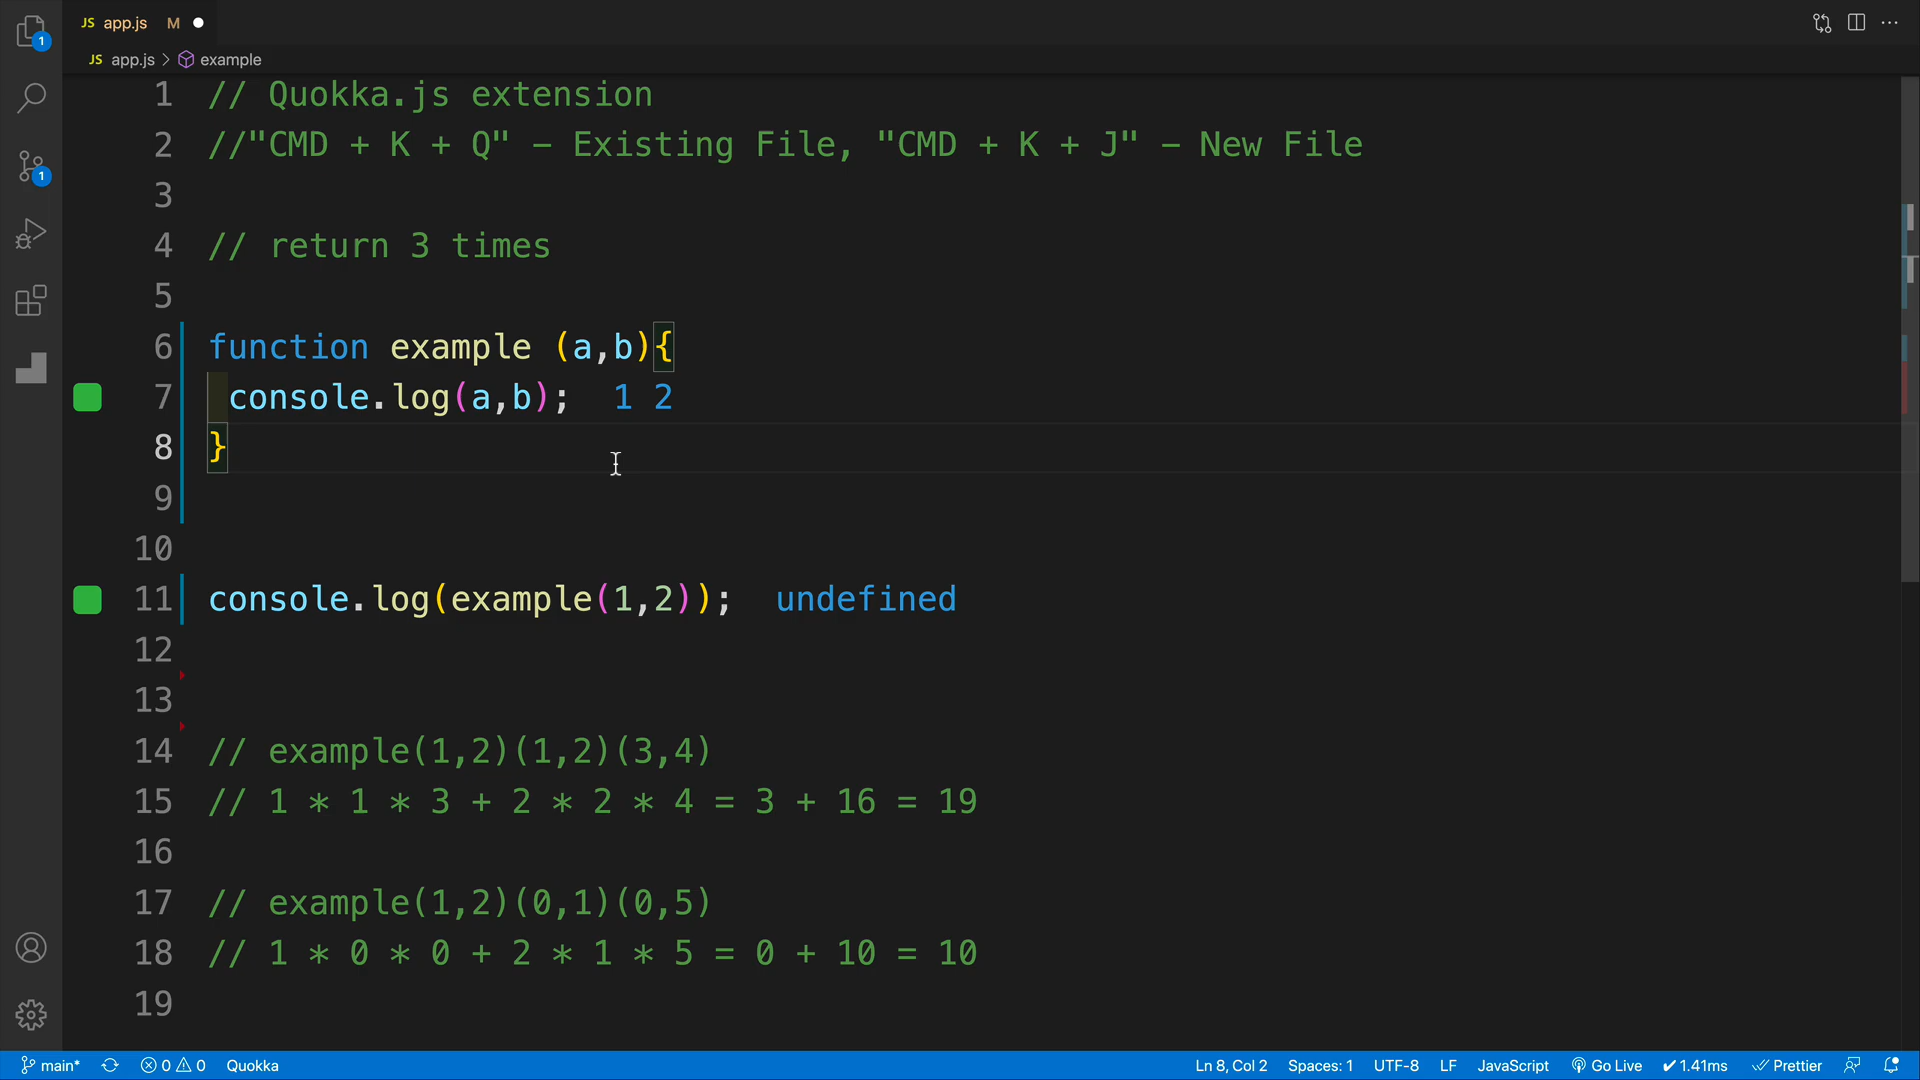 1
JS app.js M
JS app.js > example
1 // Quokka.js extension
2 //"CMD + K + Q" - Existing File, "CMD + K + J" - New File
3
4 // return 3 times
5
6 function example (a,b){
7 console.log(a,b); 1 2
8 }
9
10
11 console.log(example(1,2)); undefined
12
13
14 // example(1,2)(1,2)(3,4)
15 // 1 * 1 * 3 + 2 * 2 * 4 = 3 + 16 = 19
16
17 // example(1,2)(0,1)(0,5)
18 // 1 * 0 * 0 + 2 * 1 * 5 = 0 + 10 = 10
19
1
main* 0 0 Quokka Ln 8, Col 2 Spaces: 1 UTF-8 LF JavaScript Go Live ✔ 1.41ms Prettier